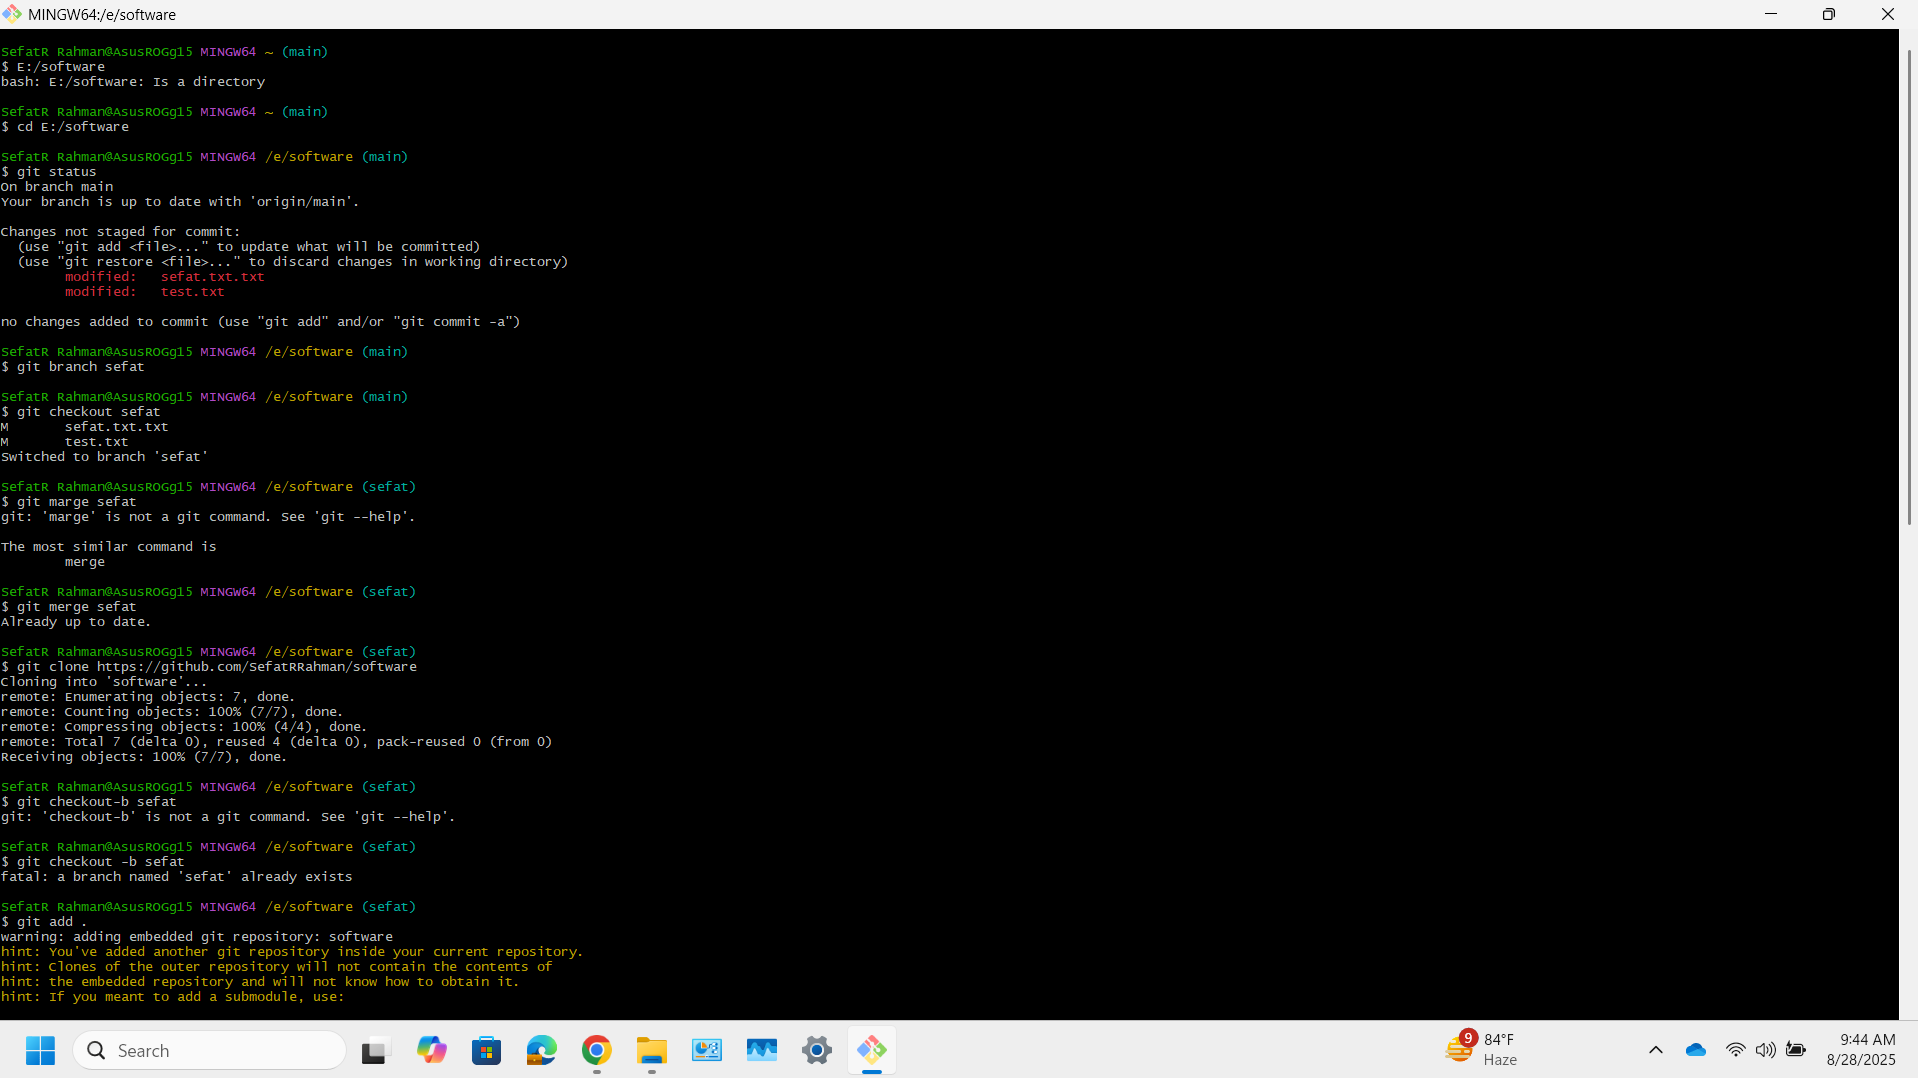 MINGW64:/e/software
SefatR Rahman@AsusROGg15 MINGW64 ~ (main)
$ E:/software
bash: E:/software: Is a directory
SefatR Rahman@AsusROGg15 MINGW64 ~ (main)
$ cd E:/software
SefatR Rahman@AsusROGg15 MINGW64 /e/software (main)
$ git status
On branch main
Your branch is up to date with 'origin/main'.
Changes not staged for commit:
  (use "git add <file>..." to update what will be committed)
  (use "git restore <file>..." to discard changes in working directory)
        modified:   sefat.txt.txt
        modified:   test.txt
no changes added to commit (use "git add" and/or "git commit -a")
SefatR Rahman@AsusROGg15 MINGW64 /e/software (main)
$ git branch sefat
SefatR Rahman@AsusROGg15 MINGW64 /e/software (main)
$ git checkout sefat
M       sefat.txt.txt
M       test.txt
Switched to branch 'sefat'
SefatR Rahman@AsusROGg15 MINGW64 /e/software (sefat)
$ git marge sefat
git: 'marge' is not a git command. See 'git --help'.
The most similar command is
        merge
SefatR Rahman@AsusROGg15 MINGW64 /e/software (sefat)
$ git merge sefat
Already up to date.
SefatR Rahman@AsusROGg15 MINGW64 /e/software (sefat)
$ git clone https://github.com/SefatRRahman/software
Cloning into 'software'...
remote: Enumerating objects: 7, done.
remote: Counting objects: 100% (7/7), done.
remote: Compressing objects: 100% (4/4), done.
remote: Total 7 (delta 0), reused 4 (delta 0), pack-reused 0 (from 0)
Receiving objects: 100% (7/7), done.
SefatR Rahman@AsusROGg15 MINGW64 /e/software (sefat)
$ git checkout-b sefat
git: 'checkout-b' is not a git command. See 'git --help'.
SefatR Rahman@AsusROGg15 MINGW64 /e/software (sefat)
$ git checkout -b sefat
fatal: a branch named 'sefat' already exists
SefatR Rahman@AsusROGg15 MINGW64 /e/software (sefat)
$ git add .
warning: adding embedded git repository: software
hint: You've added another git repository inside your current repository.
hint: Clones of the outer repository will not contain the contents of
hint: the embedded repository and will not know how to obtain it.
hint: If you meant to add a submodule, use:
Search
9
84°F
Haze
9:44 AM
8/28/2025